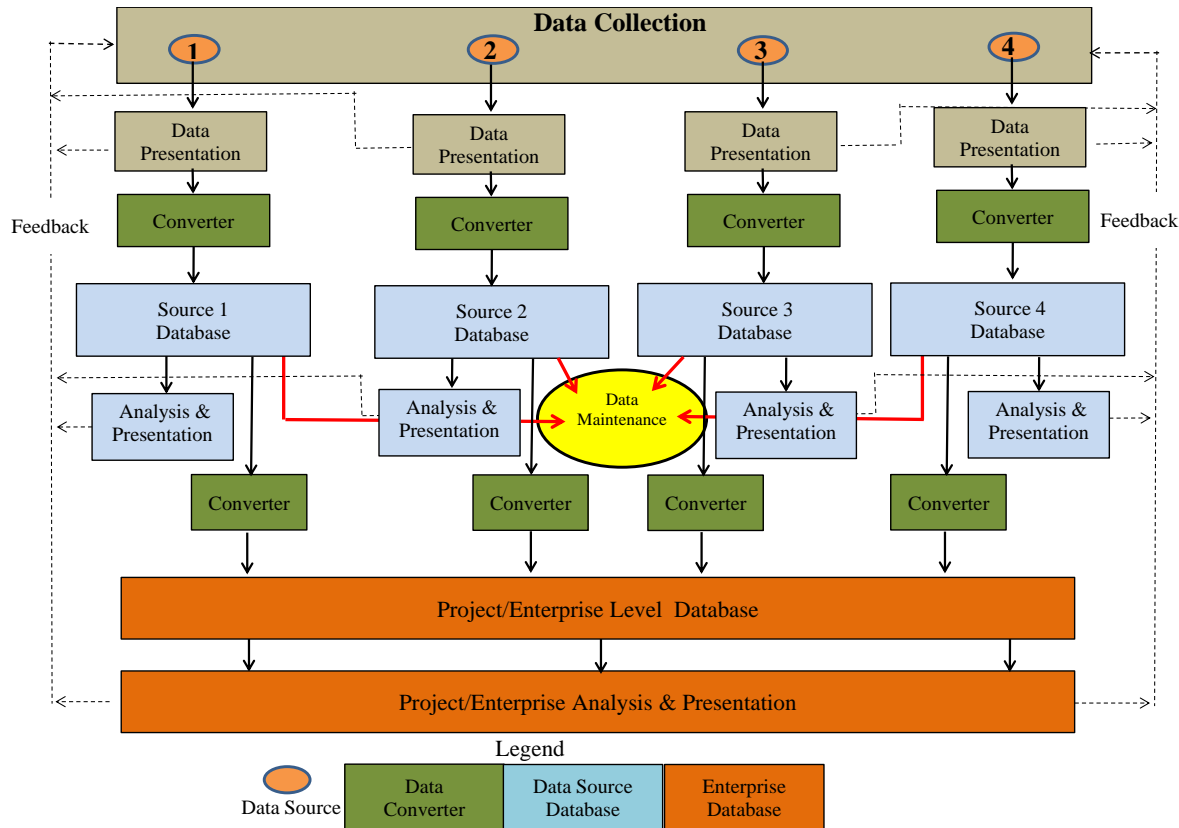 Data Collection
1
2
3
4
Data
Presentation
Data
Presentation
Data
Presentation
Data
Presentation
Feedback
Converter
Converter
Converter
Converter
Feedback
Source 1
Database
Source 2
Database
Source 3
Database
Source 4
Database
Analysis &
Presentation
Analysis &
Presentation
Data
Maintenance
Analysis &
Presentation
Analysis &
Presentation
Converter
Converter
Converter
Converter
Project/Enterprise Level Database
Project/Enterprise Analysis & Presentation
Legend
Data Source
Data
Converter
Data Source
Database
Enterprise
Database